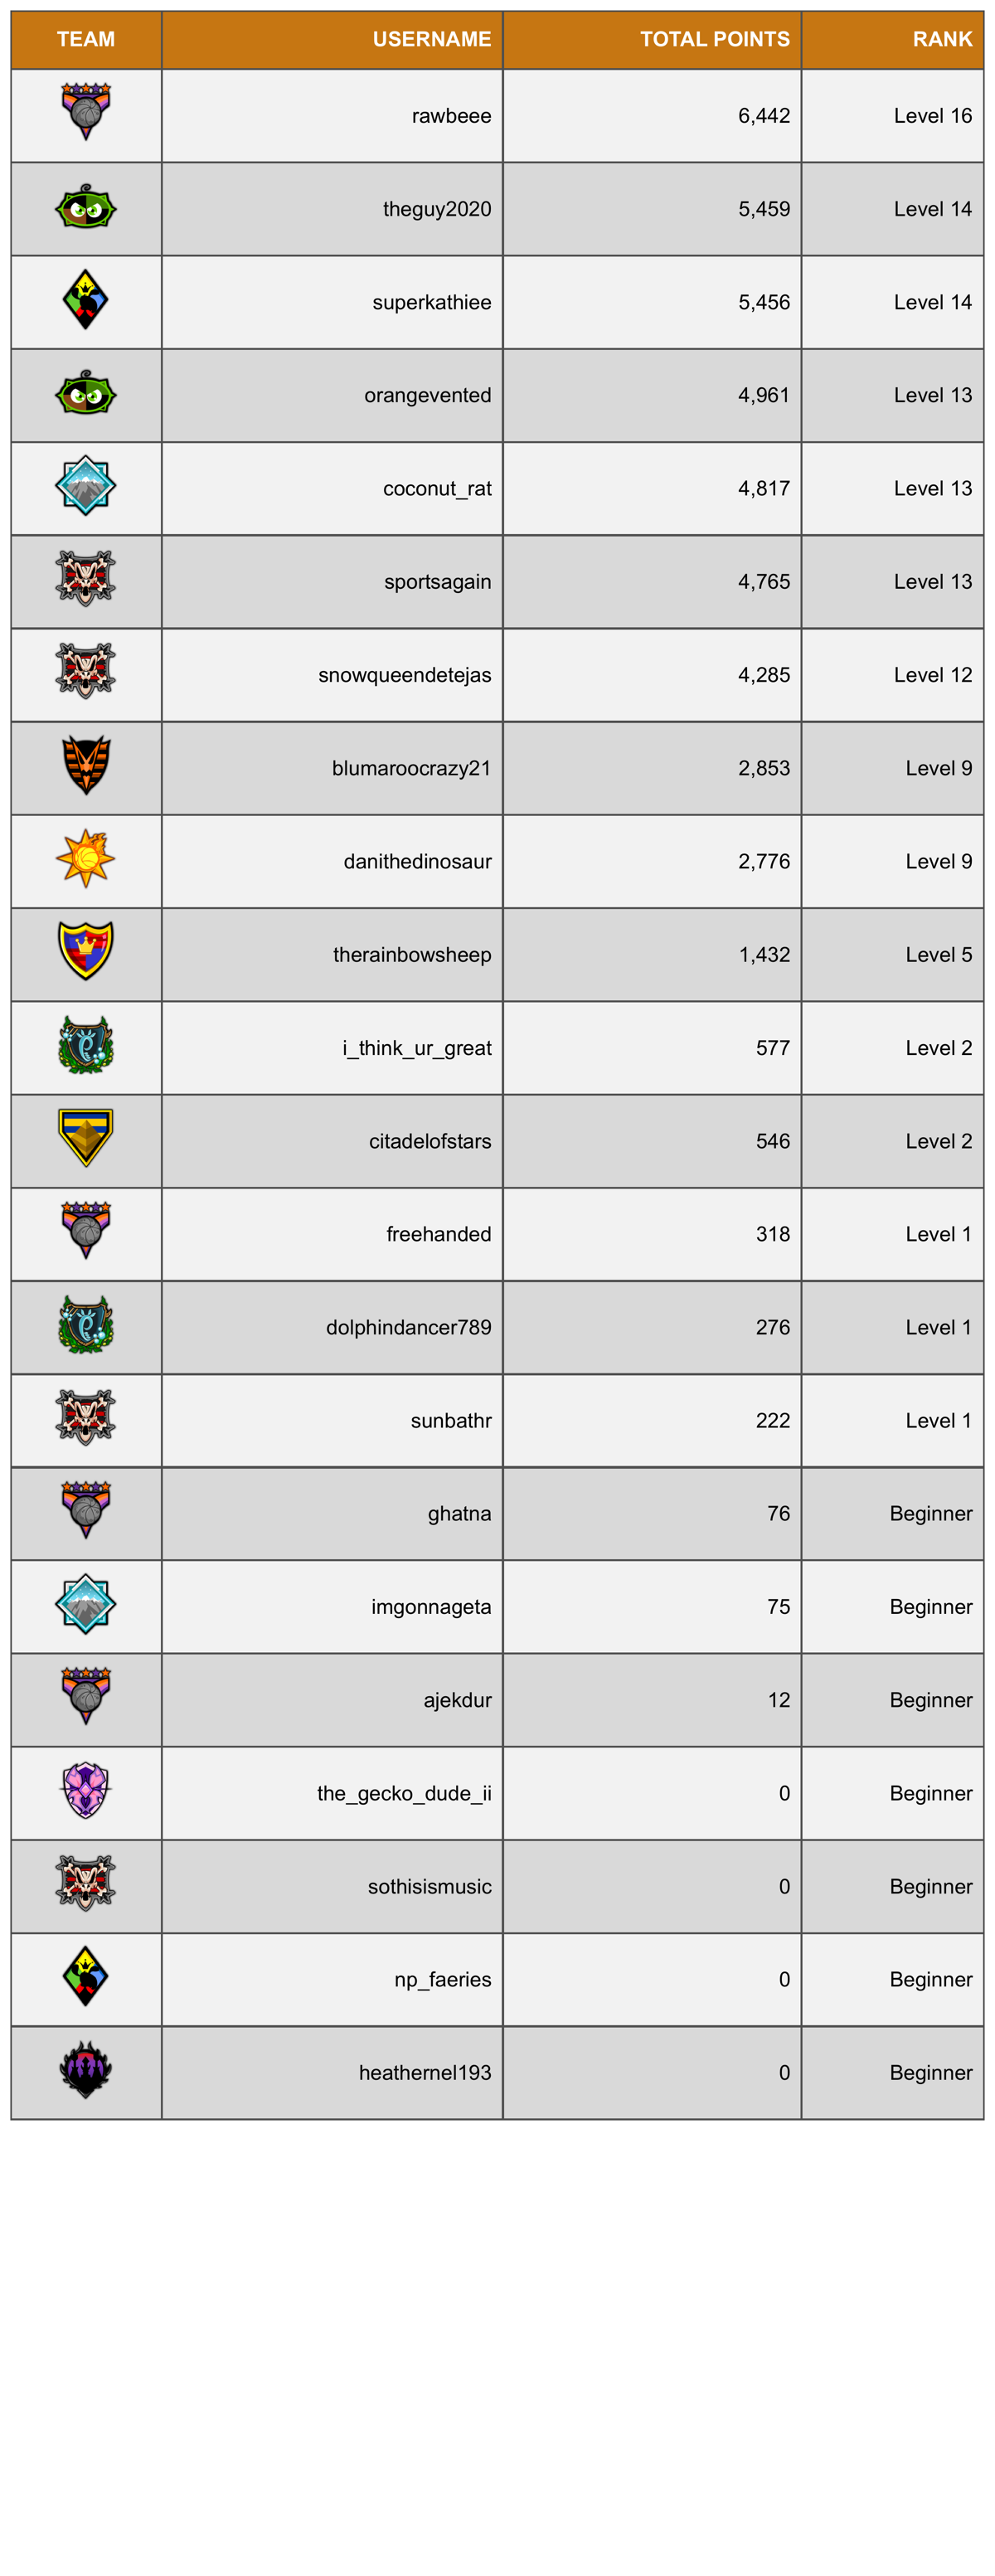 TEAM USERNAME TOTAL POINTS RANK
rawbeee 6,442 Level 16
theguy2020 5,459 Level 14
superkathiee 5,456 Level 14
orangevented 4,961 Level 13
coconut_rat 4,817 Level 13
sportsagain 4,765 Level 13
snowqueendetejas 4,285 Level 12
blumaroocrazy21 2,853 Level 9
danithedinosaur 2,776 Level 9
therainbowsheep 1,432 Level 5
i_think_ur_great 577 Level 2
citadelofstars 546 Level 2
freehanded 318 Level 1
dolphindancer789 276 Level 1
sunbathr 222 Level 1
ghatna 76 Beginner
imgonnageta 75 Beginner
ajekdur 12 Beginner
the_gecko_dude_ii 0 Beginner
sothisismusic 0 Beginner
np_faeries 0 Beginner
heathernel193 0 Beginner